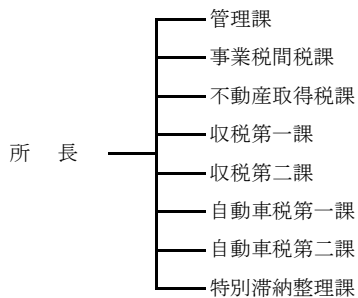 管理課
事業税間税課
不動産取得税課
収税第一課
所 長
収税第二課
自動車税第一課
自動車税第二課
特別滞納整理課